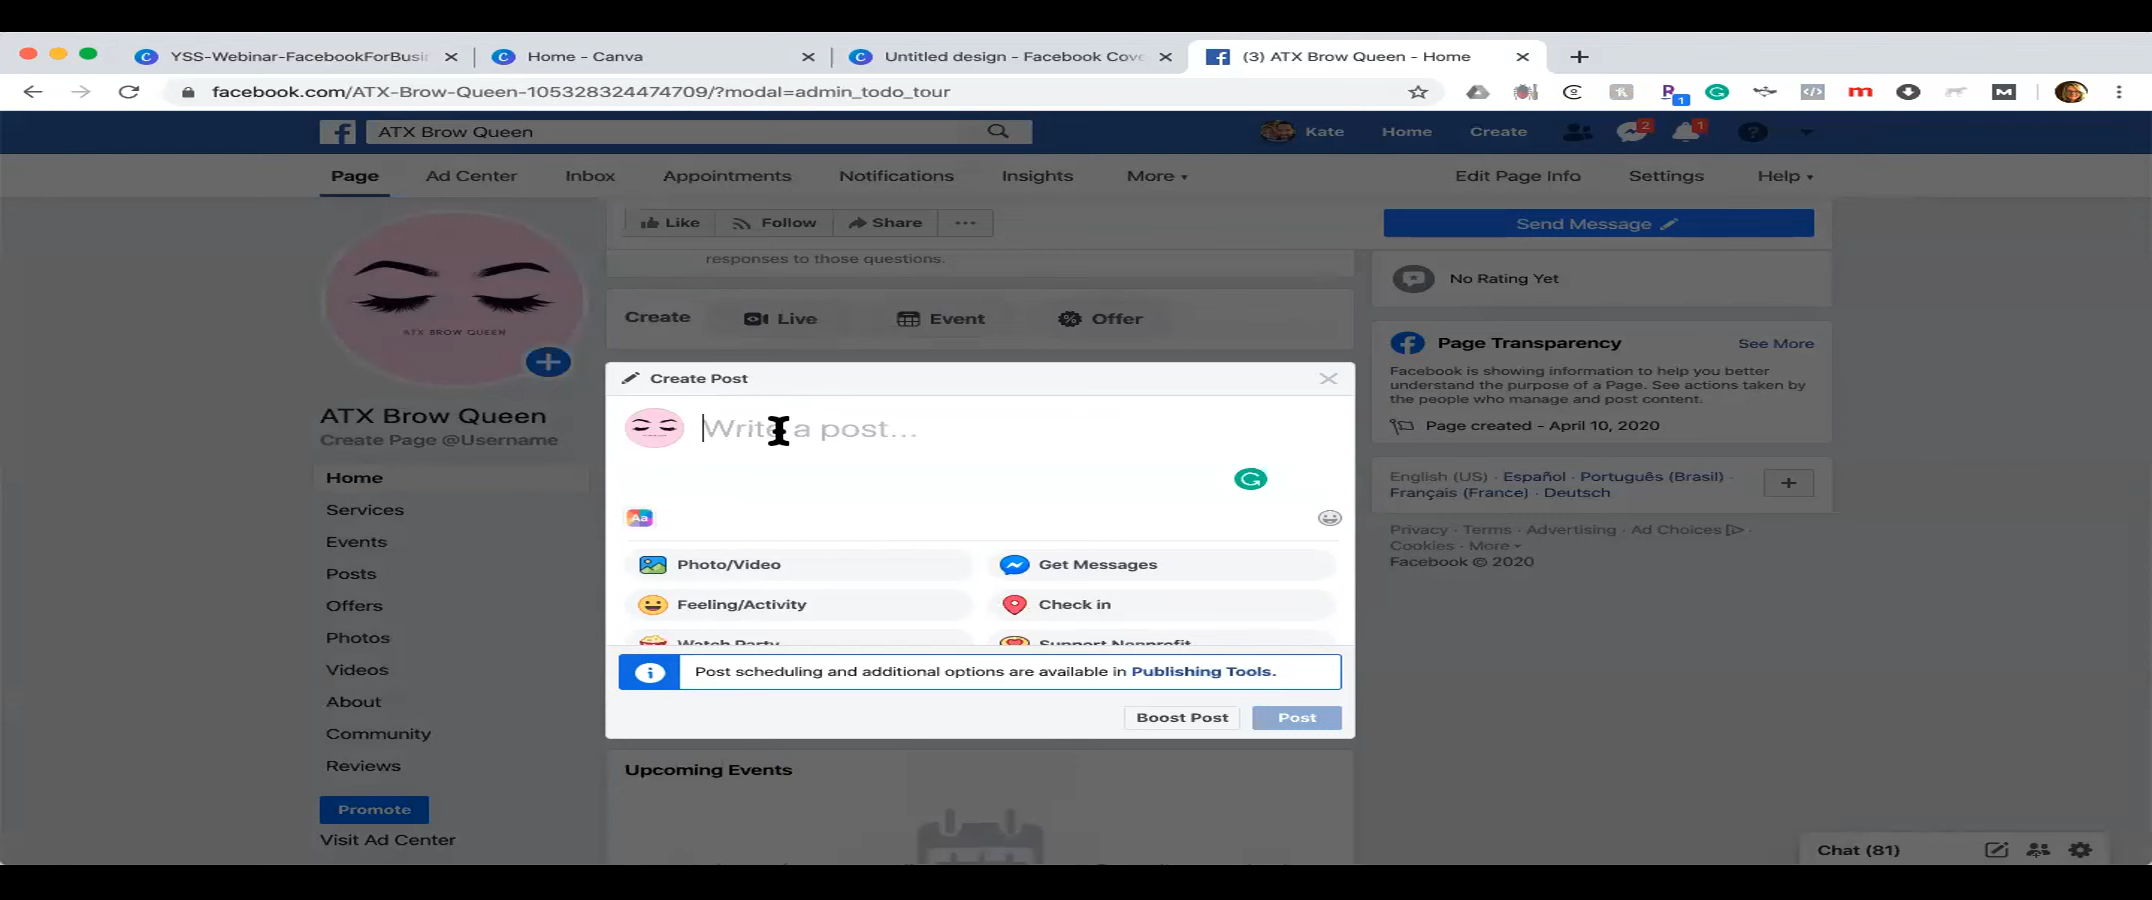 YSS-Webinar-FacebookForBusi
Home - Canva
Untitled design - Facebook Cove
(3) ATX Brow Queen - Home
facebook.com/ATX-Brow-Queen-105328324474709/?modal=admin_todo_tour
1
ATX Brow Queen
Kate
Home
Create
2
1
Page
Ad Center
Inbox
Appointments
Notifications
Insights
More
Edit Page Info
Settings
Help
ATX BROW QUEEN
ATX Brow Queen
Create Page @Username
Home
Services
Events
Posts
Offers
Photos
Videos
About
Community
Reviews
Promote
Visit Ad Center
Like
Follow
Share
...
Send Message
responses to those questions.
Create
Live
Event
Offer
Create Post
Write a post...
Aa
Photo/Video
Get Messages
Feeling/Activity
Check in
Watch Party
Support Nonprofit
Post scheduling and additional options are available in Publishing Tools.
Boost Post
Post
Upcoming Events
No Rating Yet
Page Transparency
See More
Facebook is showing information to help you better
understand the purpose of a Page. See actions taken by
the people who manage and post content.
Page created - April 10, 2020
English (US) · Español · Português (Brasil) ·
Français (France) · Deutsch
Privacy · Terms · Advertising · Ad Choices ·
Cookies · More
Facebook © 2020
Chat (81)